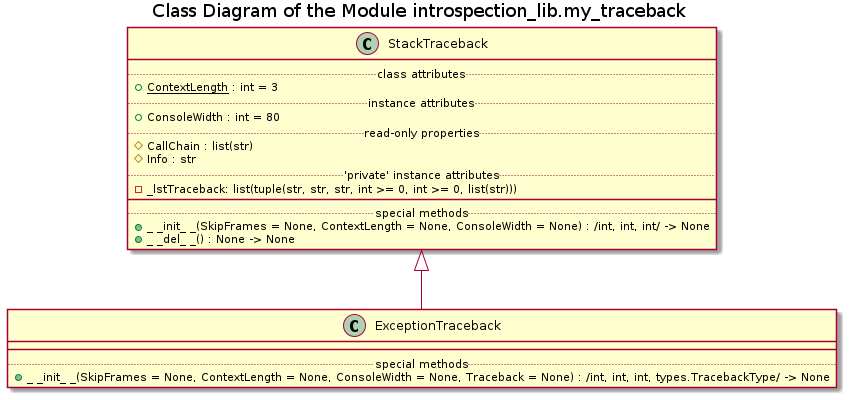 Class Diagram of the Module introspection_lib.my_traceback
C StackTraceback
class attributes
ContextLength : int = 3
instance attributes
ConsoleWidth : int = 80
read-only properties
CallChain : list(str)
Info : str
'private' instance attributes
_lstTraceback: list(tuple(str, str, str, int >= 0, int >= 0, list(str)))
special methods
_ _init_ _(SkipFrames = None, ContextLength = None, ConsoleWidth = None) : /int, int, int/ -> None
_ _del_ _() : None -> None
C ExceptionTraceback
special methods
_ _init_ _(SkipFrames = None, ContextLength = None, ConsoleWidth = None, Traceback = None) : /int, int, int, types.TracebackType/ -> None